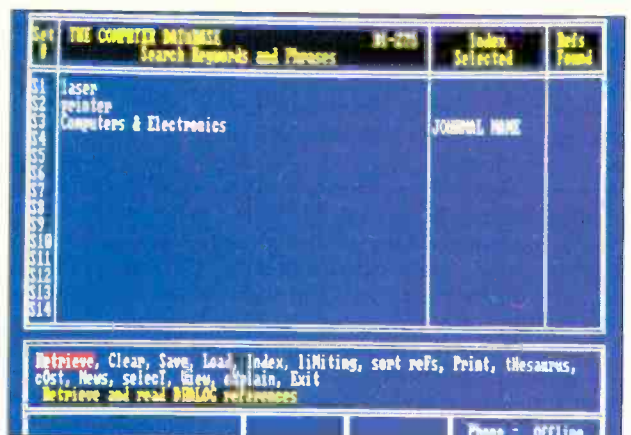 Set THE COMPUTER DATABASE DI-275 Index Refs
# Search Keywords and Phrases Selected Found
S1 laser
S2 printer
S3 Computers & Electronics JOURNAL NAME
S4
S5
S6
S7
S8
S9
S10
S11
S12
S13
S14
Retrieve, Clear, Save, Load, Index, liMiting, sort reFs, Print, tHesaurus,
cOst, News, selecT, View, explain, Exit
Retrieve and read DIALOG references
Phone - Offline